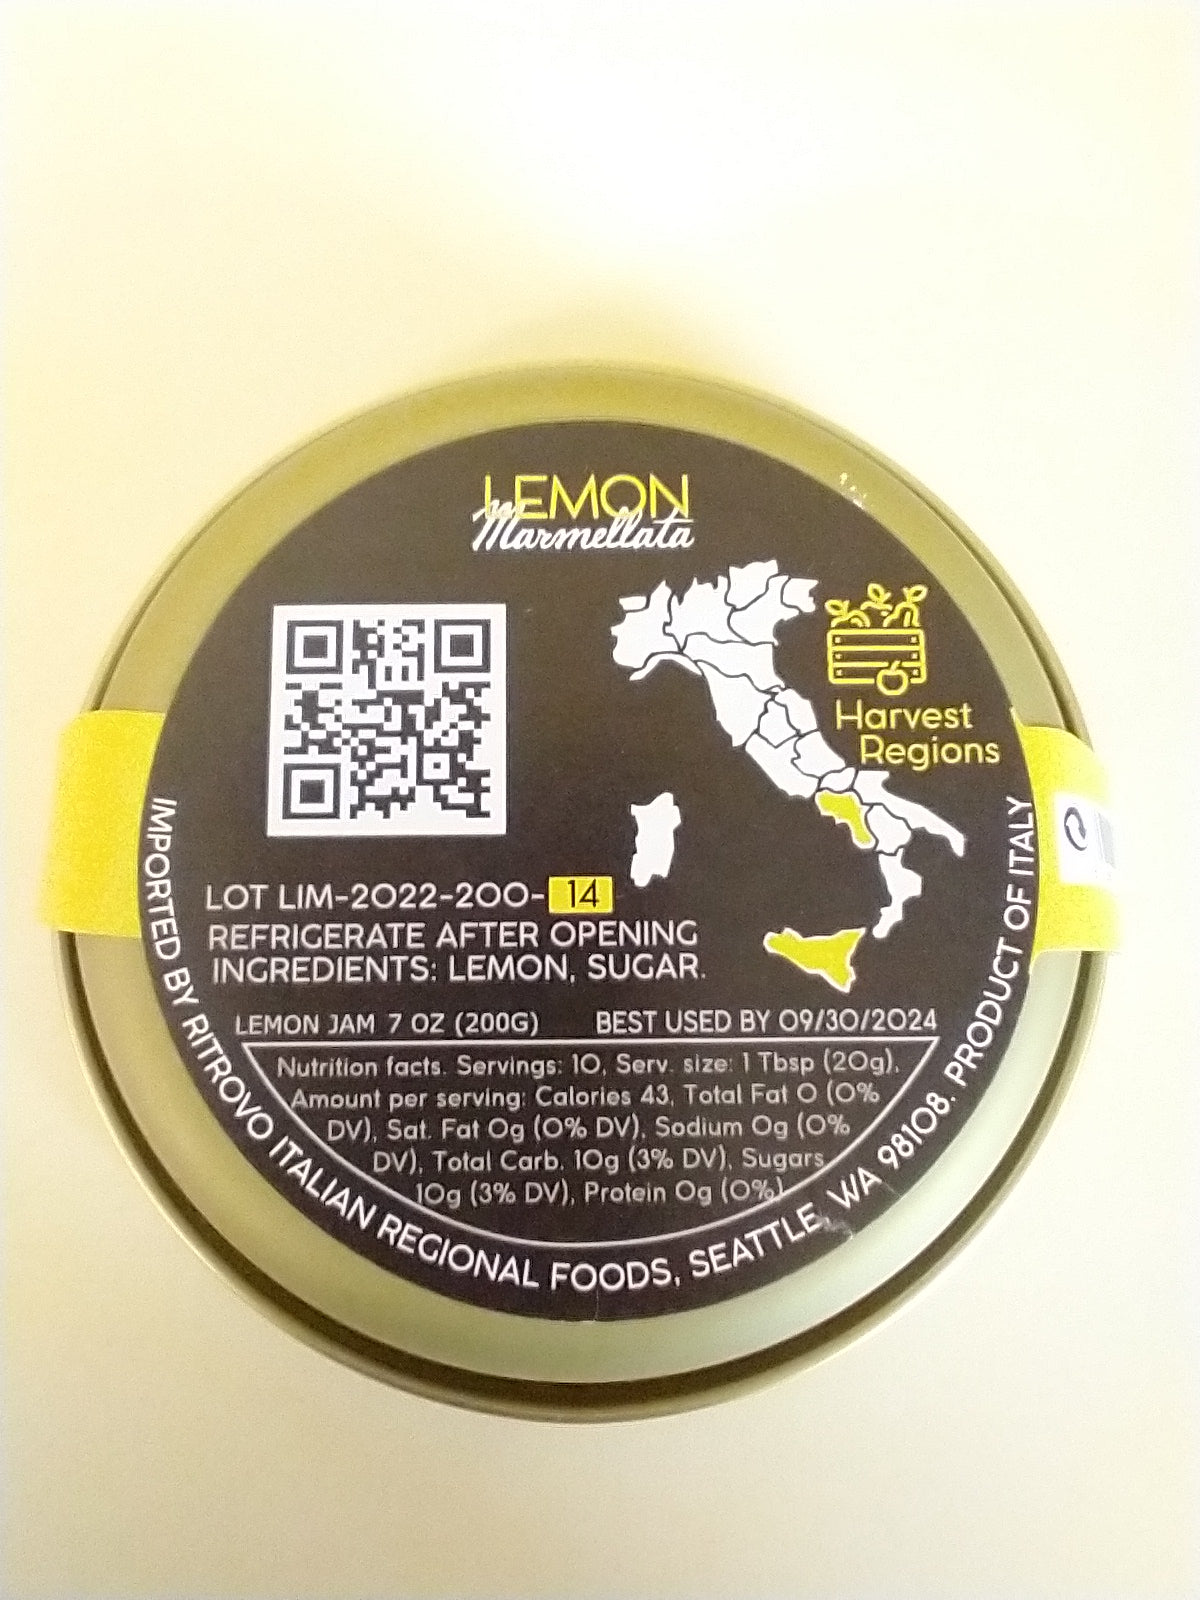 LEMON
Marmellata
Harvest
Regions
LOT LIM-2022-200- 14
REFRIGERATE AFTER OPENING
INGREDIENTS: LEMON, SUGAR.
LEMON JAM 7 OZ (200G) BEST USED BY 09/30/2024
Nutrition facts. Servings: 10, Serv. size: 1 Tbsp (20g),
Amount per serving: Calories 43, Total Fat 0 (0%
DV), Sat. Fat 0g (0% DV), Sodium 0g (0%
DV), Total Carb. 10g (3% DV), Sugars
10g (3% DV), Protein 0g (0%)
IMPORTED BY RITROVO ITALIAN REGIONAL FOODS, SEATTLE, WA 98108. PRODUCT OF ITALY